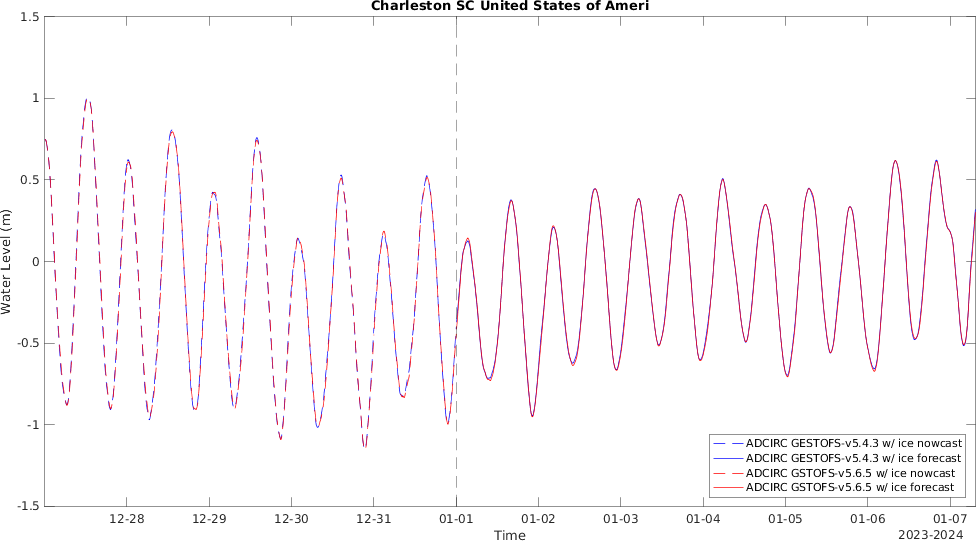 Charleston SC United States of Ameri
1.5
1
0.5
0
-0.5
-1
-1.5
Water Level (m)
ADCIRC GESTOFS-v5.4.3 w/ ice nowcast
ADCIRC GESTOFS-v5.4.3 w/ ice forecast
ADCIRC GSTOFS-v5.6.5 w/ ice nowcast
ADCIRC GSTOFS-v5.6.5 w/ ice forecast
12-28 12-29 12-30 12-31 01-01 01-02 01-03 01-04 01-05 01-06 01-07
Time
2023-2024